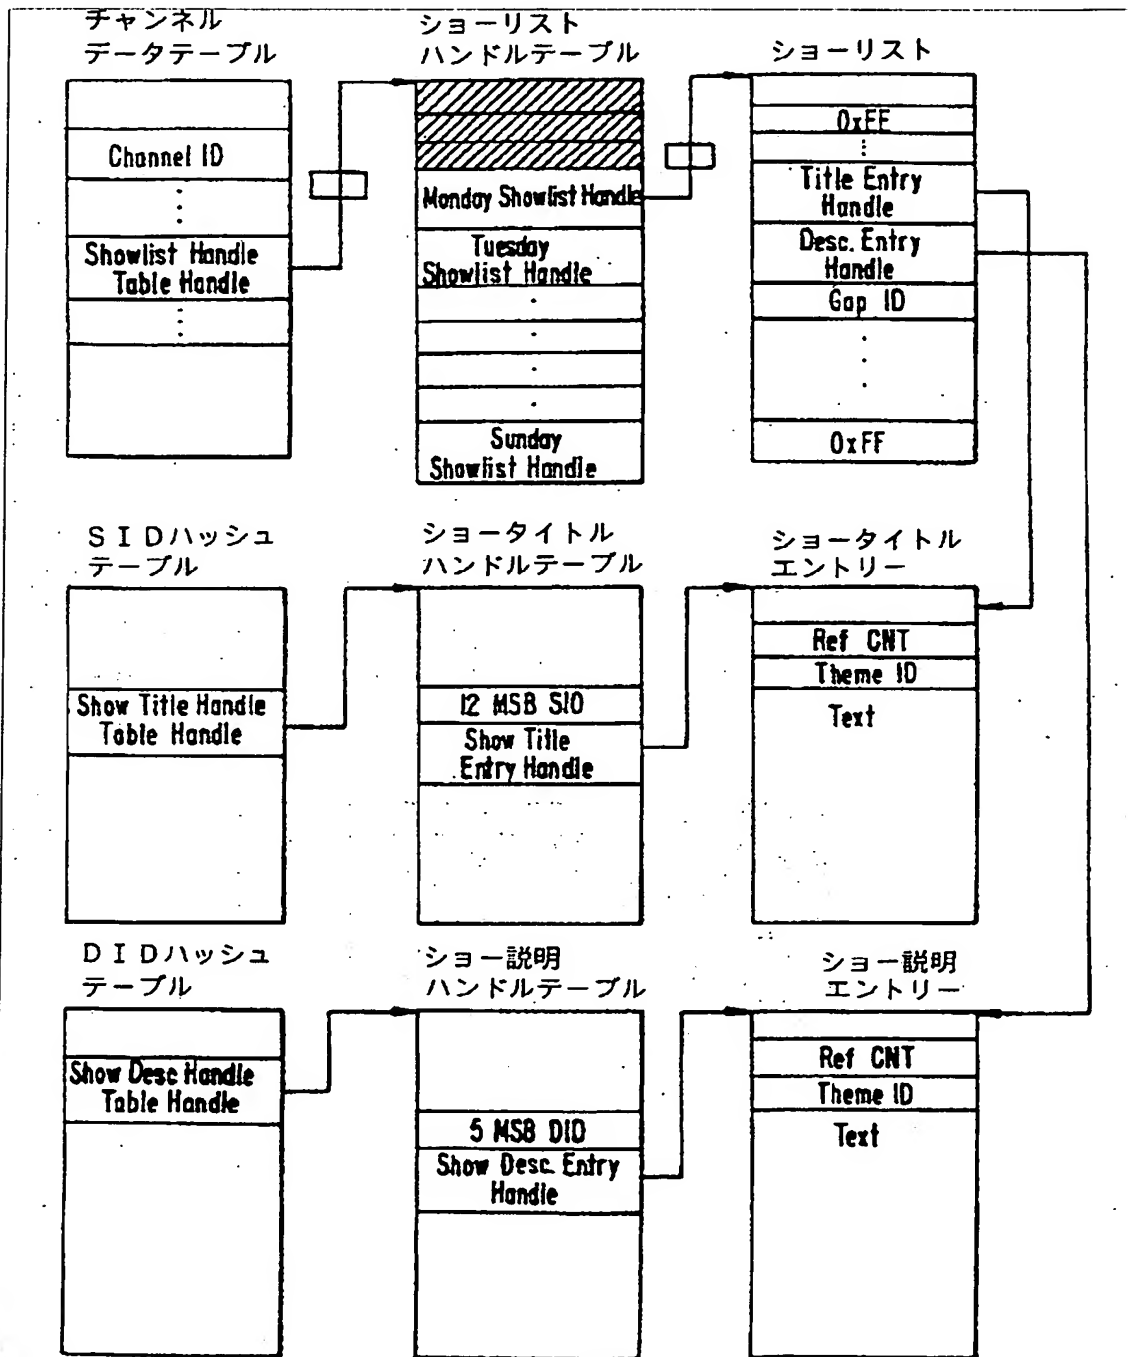 チャンネル
データテーブル
Channel ID
Showlist Handle
Table Handle
ショーリスト
ハンドルテーブル
Monday Showlist Handle
Tuesday
Showlist Handle
Sunday
Showlist Handle
ショーリスト
0xFF
Title Entry
Handle
Desc. Entry
Handle
Gap ID
0xFF
SIDハッシュ
テーブル
Show Title Handle
Table Handle
ショータイトル
ハンドルテーブル
12 MSB SID
Show Title
Entry Handle
ショータイトル
エントリー
Ref CNT
Theme ID
Text
DIDハッシュ
テーブル
Show Desc Handle
Table Handle
ショー説明
ハンドルテーブル
5 MSB DID
Show Desc. Entry
Handle
ショー説明
エントリー
Ref CNT
Theme ID
Text